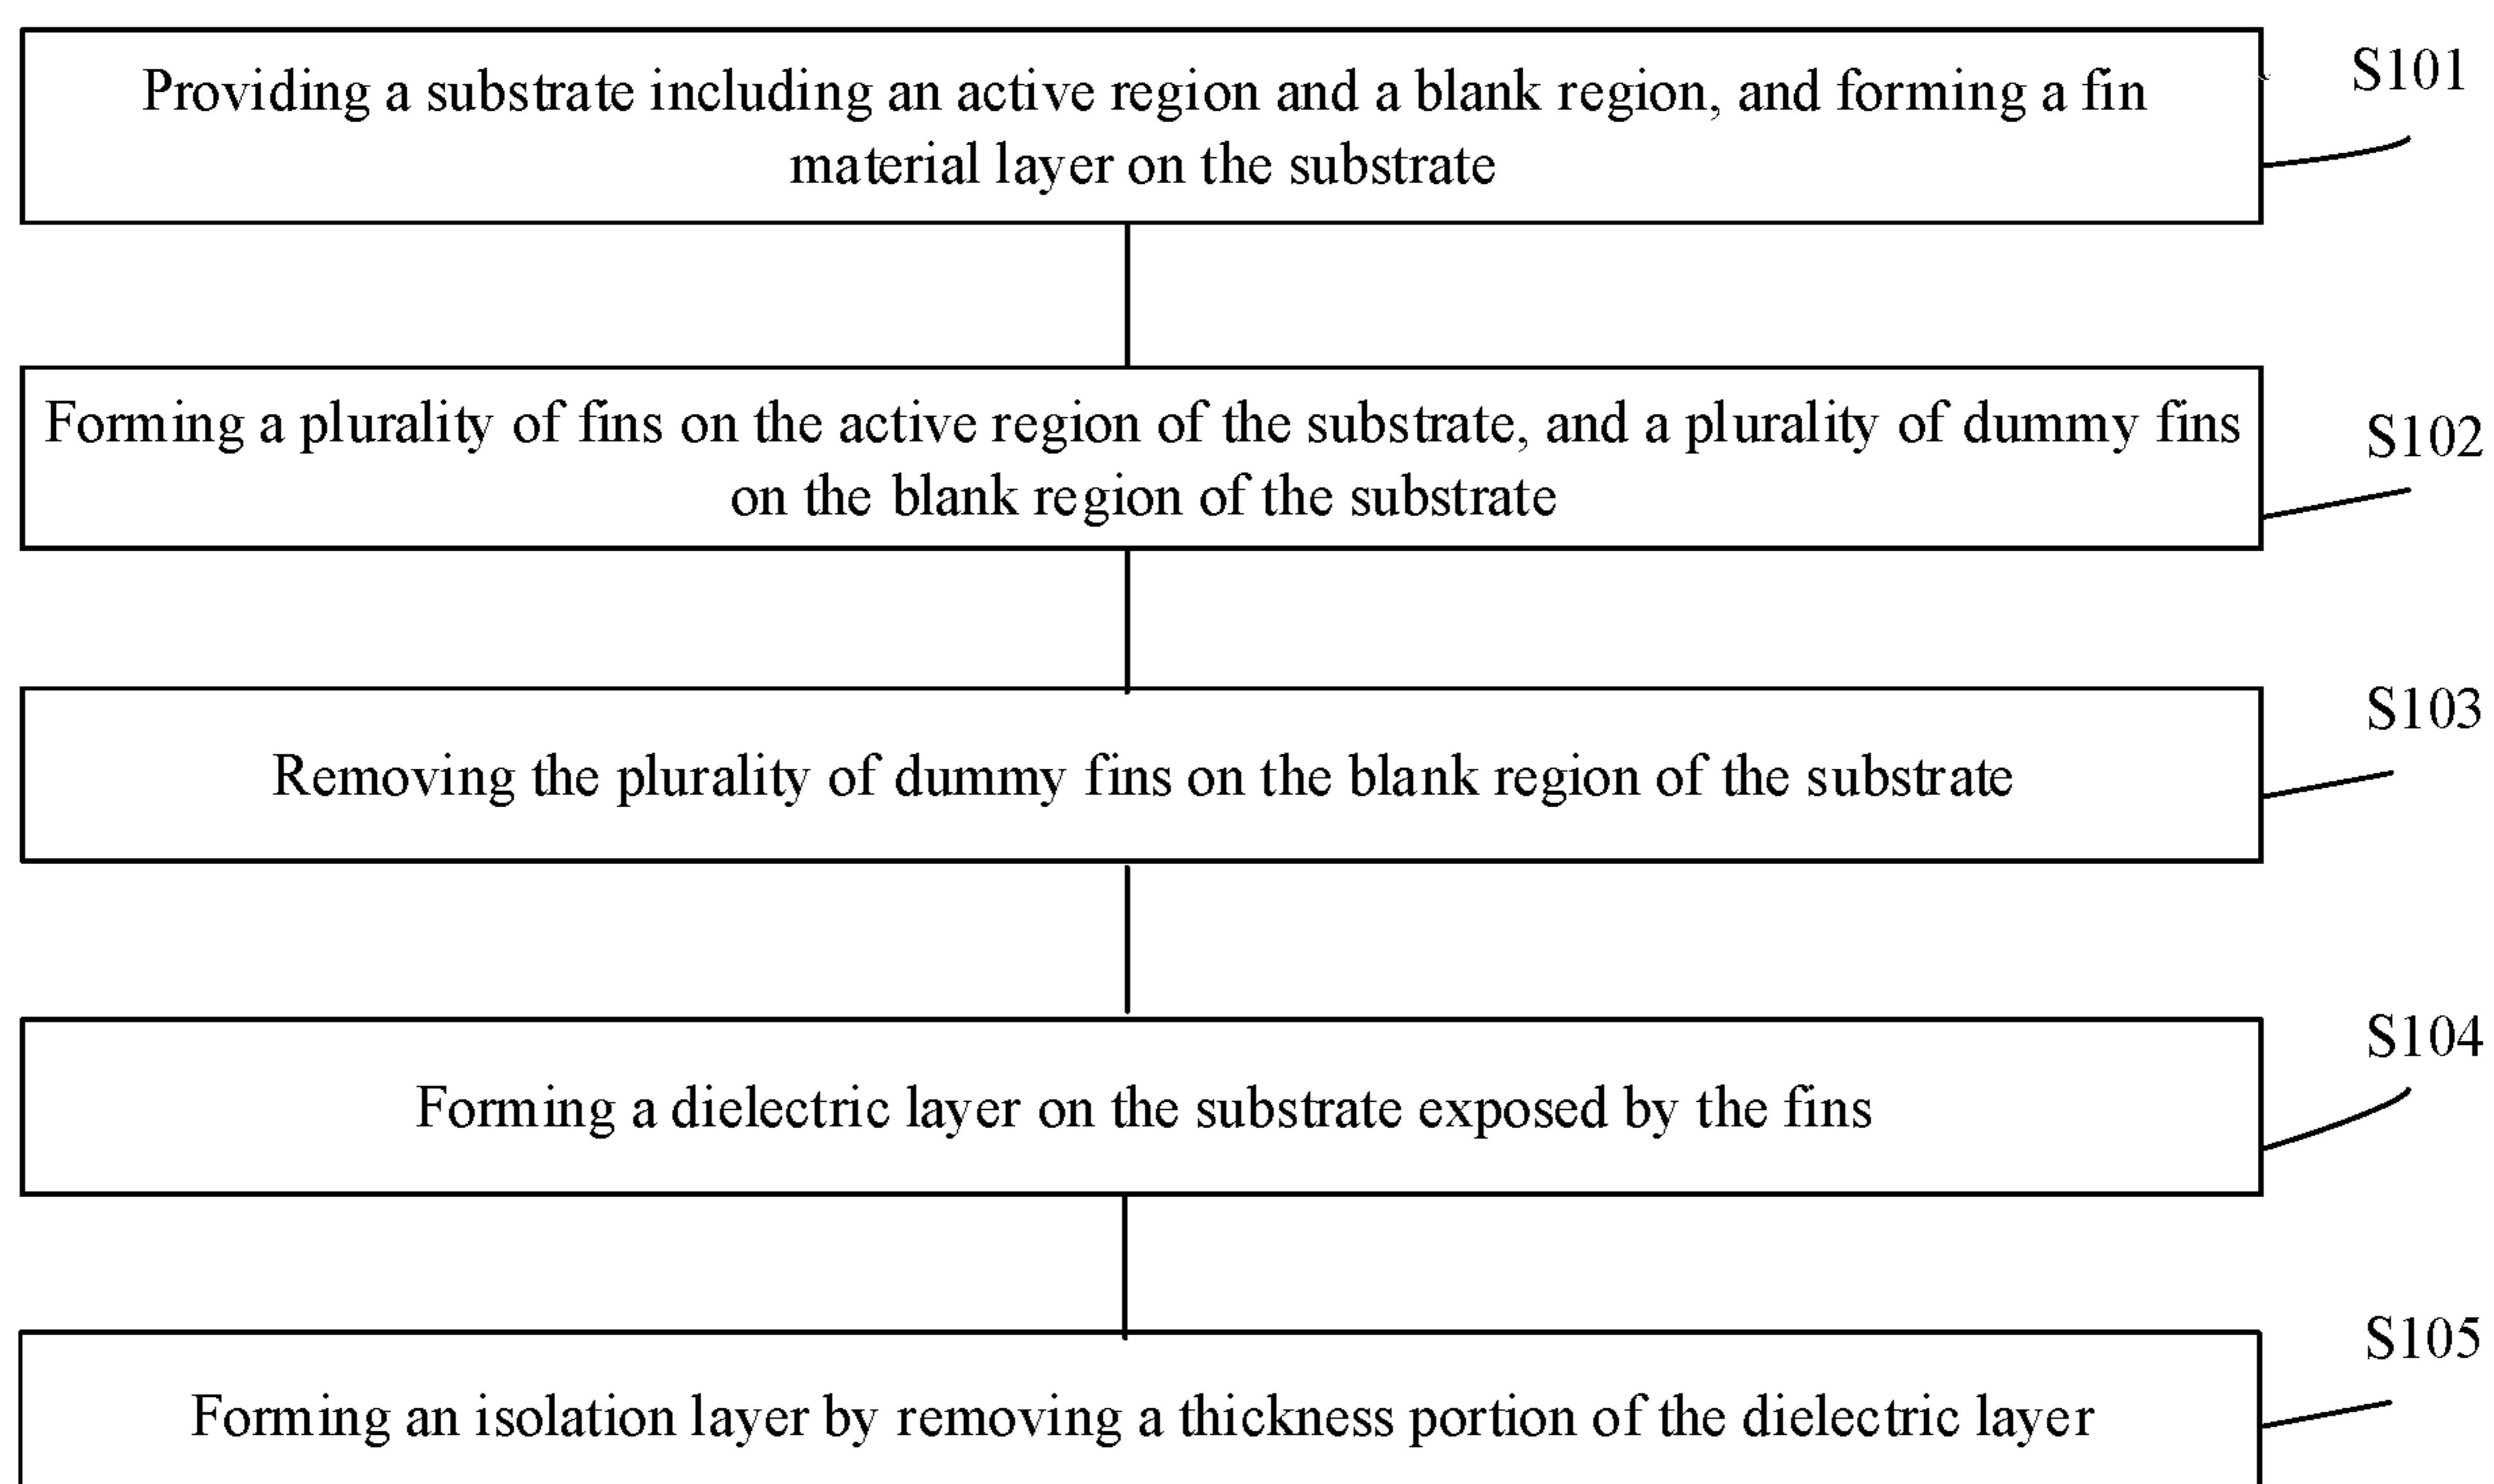 Providing a substrate including an active region and a blank region, and forming a fin
material layer on the substrate
S101
Forming a plurality of fins on the active region of the substrate, and a plurality of dummy fins
on the blank region of the substrate
S102
Removing the plurality of dummy fins on the blank region of the substrate
S103
Forming a dielectric layer on the substrate exposed by the fins
S104
Forming an isolation layer by removing a thickness portion of the dielectric layer
S105